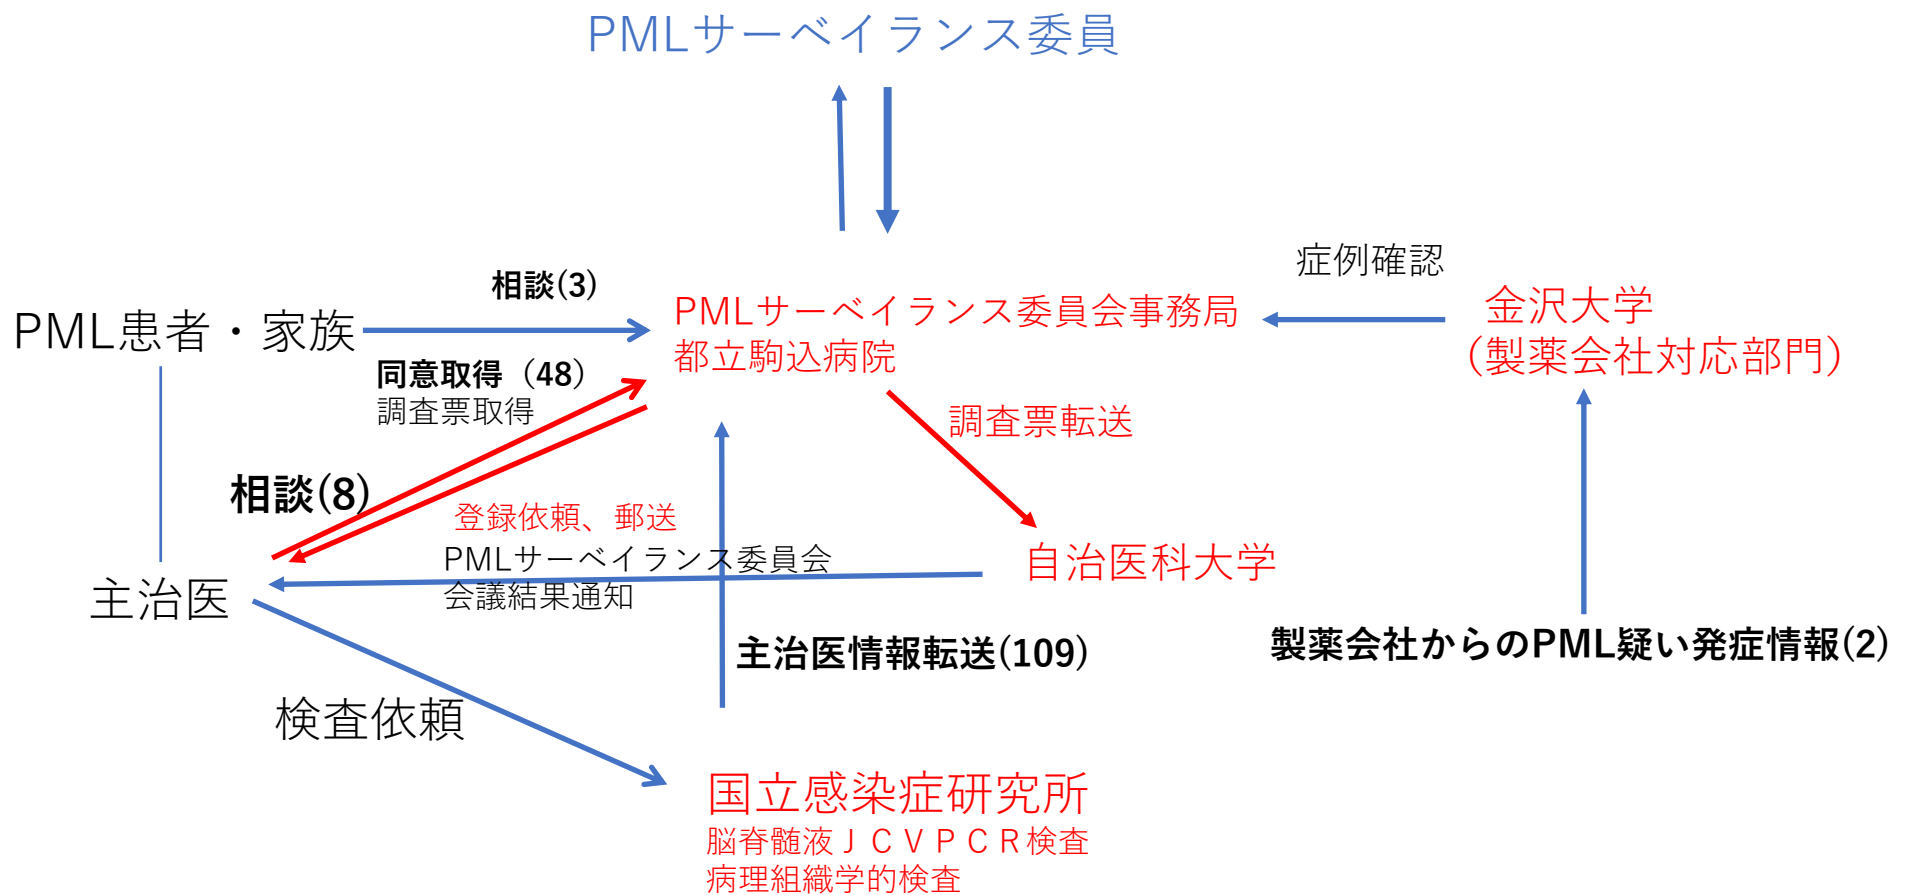 PMLサーベイランス委員
症例確認
相談(3)
PML患者・家族
PMLサーベイランス委員会事務局
都立駒込病院
金沢大学
（製薬会社対応部門）
同意取得（48）
調査票取得
調査票転送
相談(8)
登録依頼、郵送
PMLサーベイランス委員会
会議結果通知
自治医科大学
主治医
主治医情報転送(109)
製薬会社からのPML疑い発症情報(2)
検査依頼
国立感染症研究所
脳脊髄液ＪＣＶＰＣＲ検査
病理組織学的検査